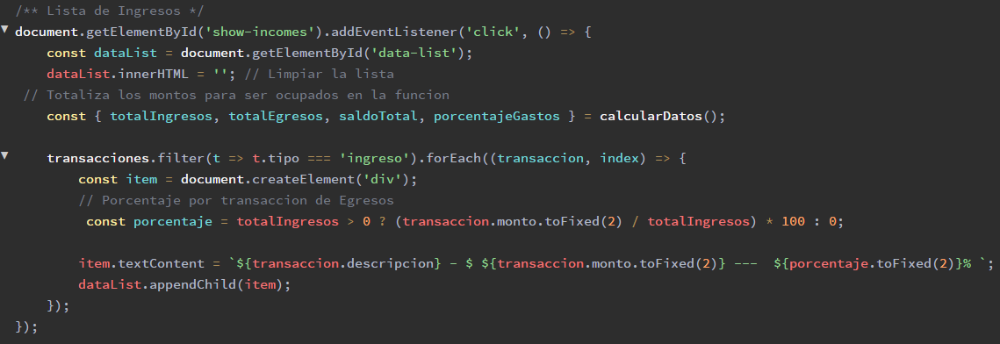 /** Lista de Ingresos */
document.getElementById('show-incomes').addEventListener('click', () => {
    const dataList = document.getElementById('data-list');
    dataList.innerHTML = ''; // Limpiar la lista
 // Totaliza los montos para ser ocupados en la funcion
    const { totalIngresos, totalEgresos, saldoTotal, porcentajeGastos } = calcularDatos();

    transacciones.filter(t => t.tipo === 'ingreso').forEach((transaccion, index) => {
        const item = document.createElement('div');
        // Porcentaje por transaccion de Egresos
         const porcentaje = totalIngresos > 0 ? (transaccion.monto.toFixed(2) / totalIngresos) * 100 : 0;

        item.textContent = `${transaccion.descripcion} - $ ${transaccion.monto.toFixed(2)} ---  ${porcentaje.toFixed(2)}% `;
        dataList.appendChild(item);
    });
});